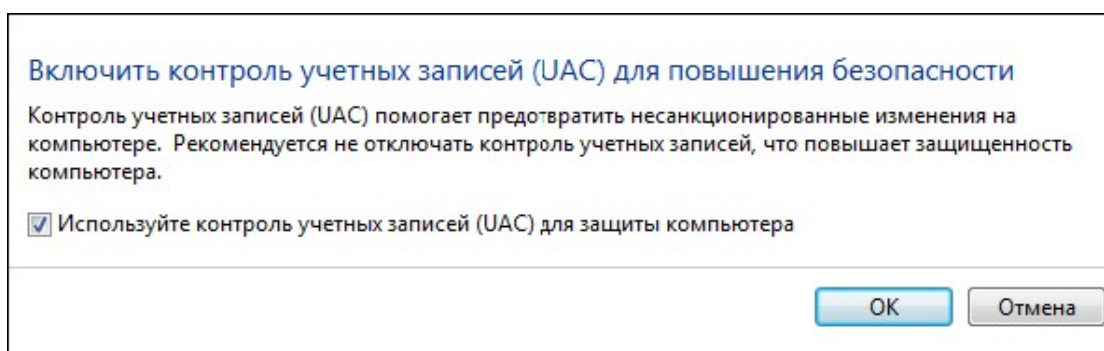 Включить контроль учетных записей (UAC) для повышения безопасности
Контроль учетных записей (UAC) помогает предотвратить несанкционированные изменения на
компьютере. Рекомендуется не отключать контроль учетных записей, что повышает защищенность
компьютера.
Используйте контроль учетных записей (UAC) для защиты компьютера
ОК Отмена